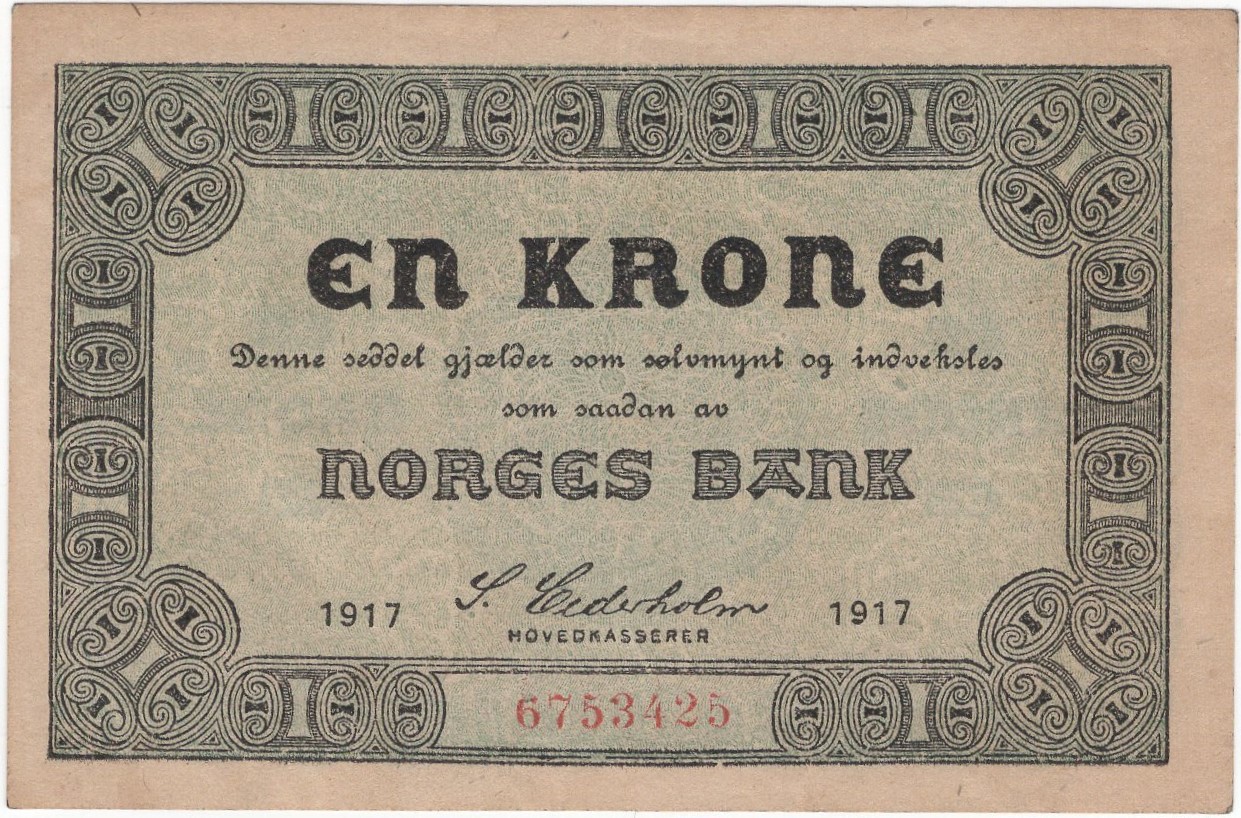 EN KRONE
Denne seddel gjælder som sølvmynt og indveksles
som saadan av
NORGES BANK
1917 S. Cederholm 1917
HOVEDKASSERER
6753425